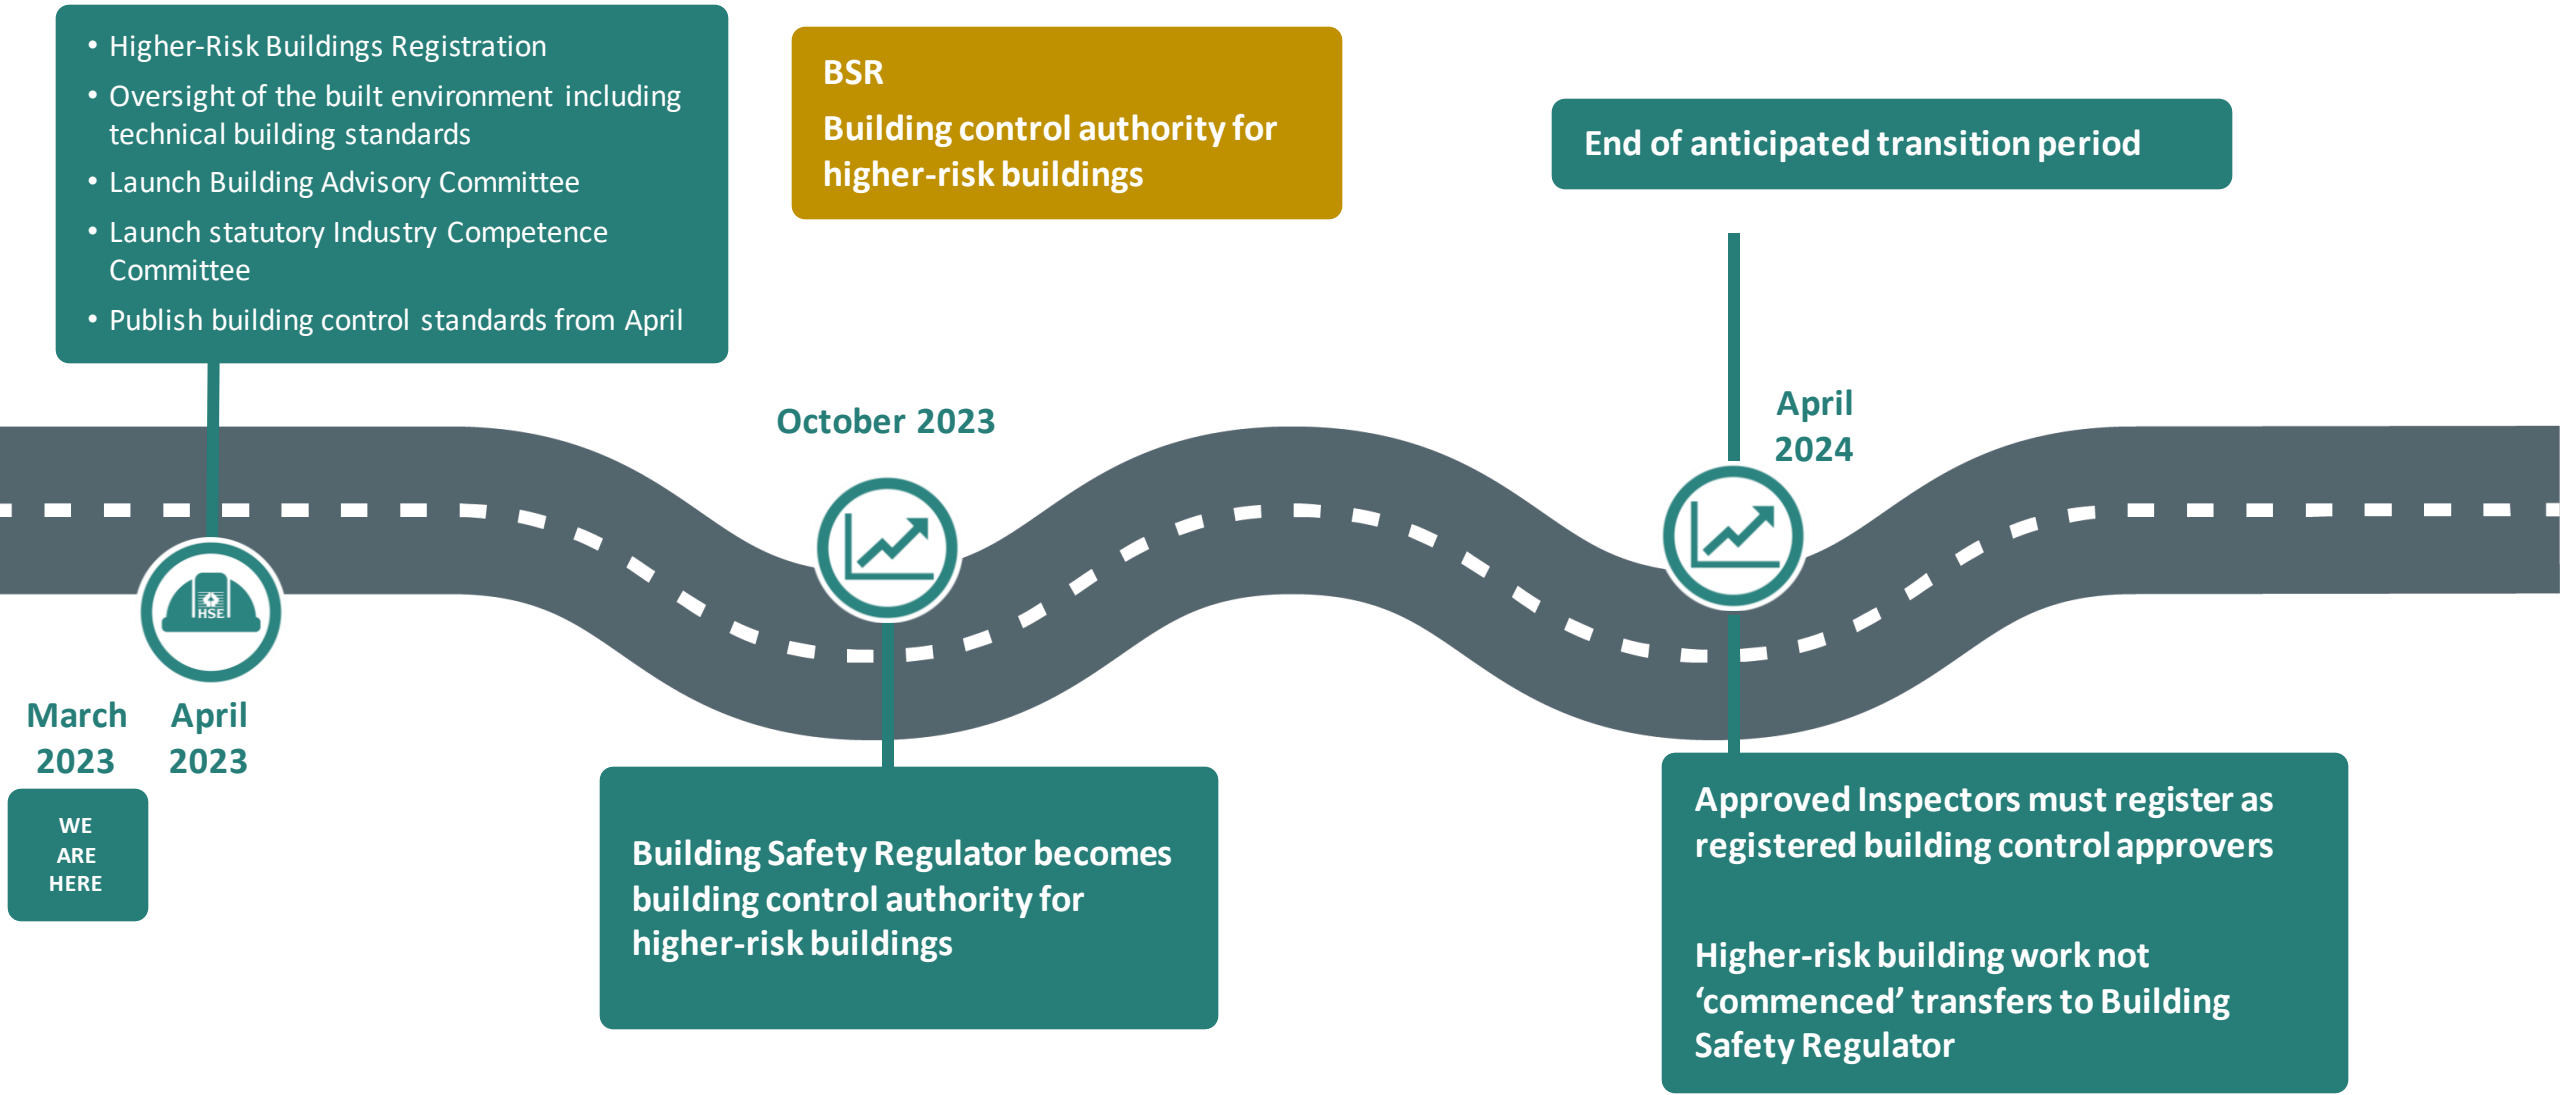 • Higher-Risk Buildings Registration
• Oversight of the built environment including
technical building standards
• Launch Building Advisory Committee
• Launch statutory Industry Competence
Committee
• Publish building control standards from April
BSR
Building control authority for
higher-risk buildings
End of anticipated transition period
October 2023
April
2024
HSE
March
2023
April
2023
WE
ARE
HERE
Building Safety Regulator becomes
building control authority for
higher-risk buildings
Approved Inspectors must register as
registered building control approvers
Higher-risk building work not
‘commenced’ transfers to Building
Safety Regulator